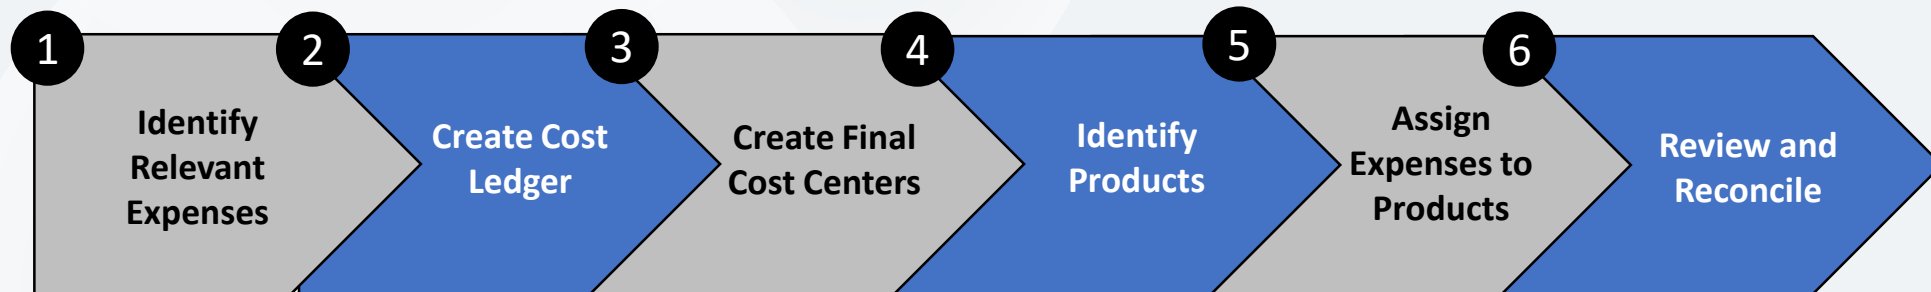 1
Identify
Relevant
Expenses
2
Create Cost
Ledger
3
Create Final
Cost Centers
4
Identify
Products
5
Assign
Expenses to
Products
6
Review and
Reconcile